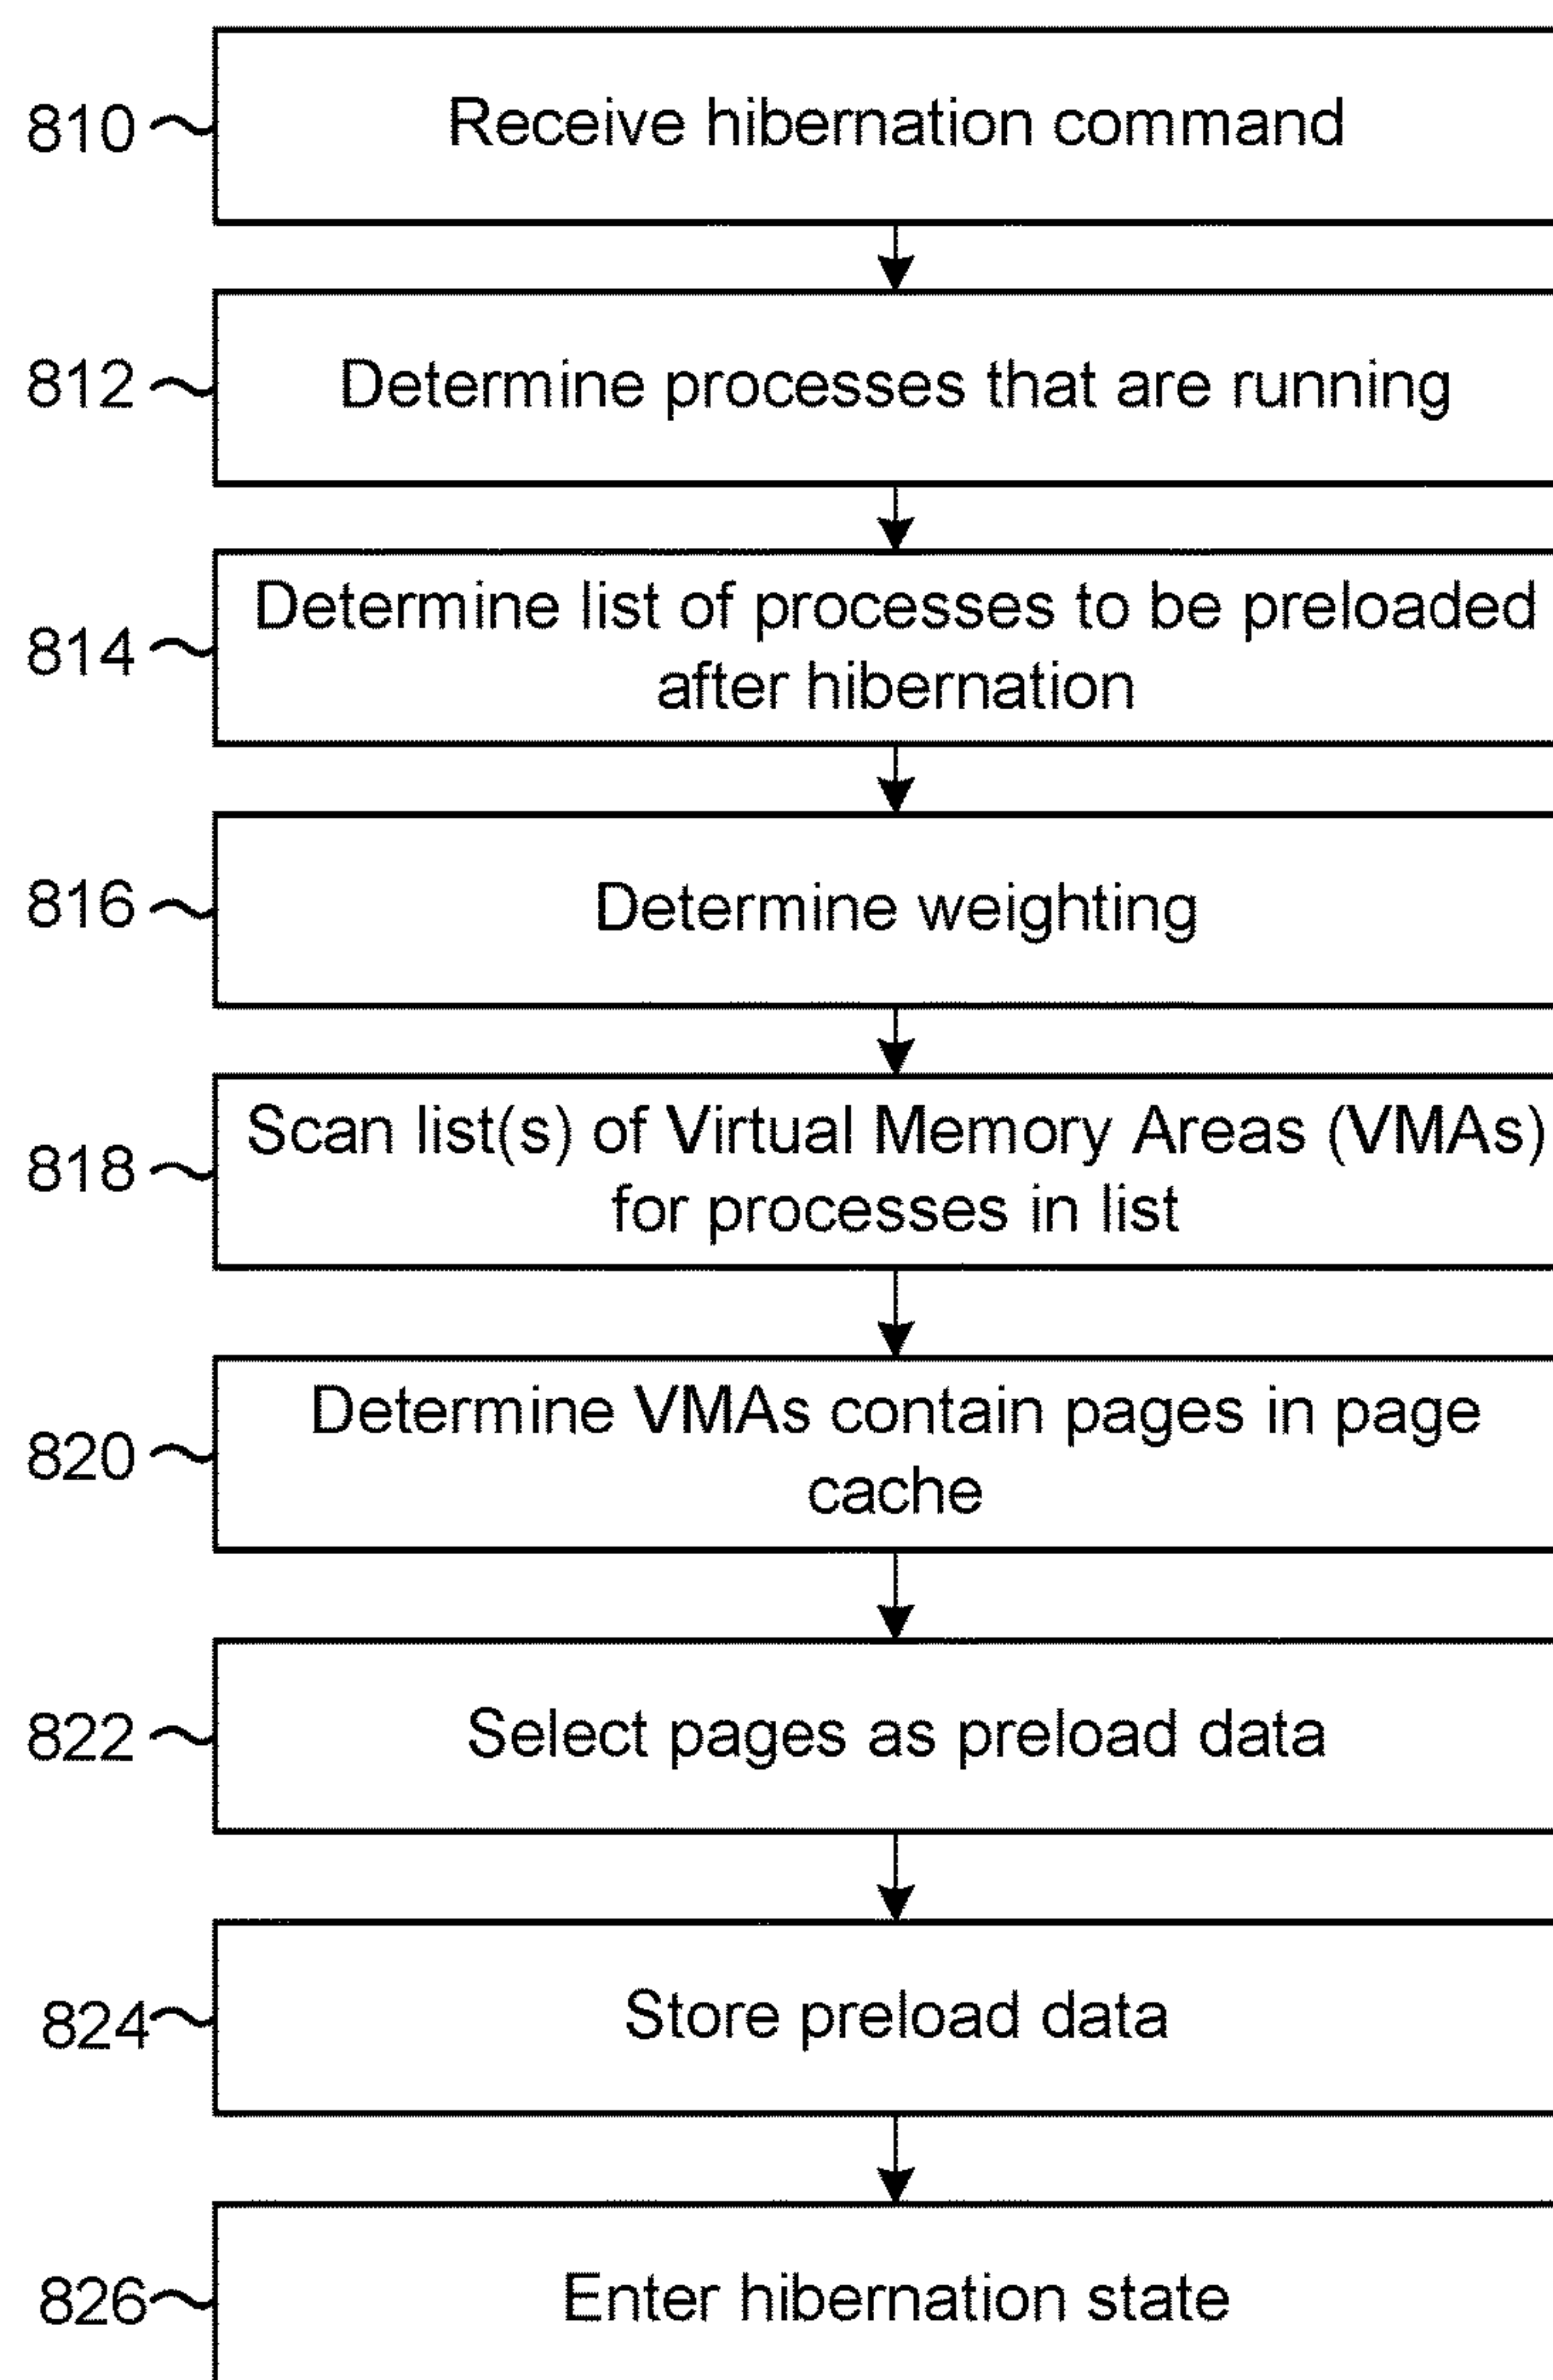 810 Receive hibernation command
812 Determine processes that are running
814 Determine list of processes to be preloaded
after hibernation
816 Determine weighting
818 Scan list(s) of Virtual Memory Areas (VMAs)
for processes in list
820 Determine VMAs contain pages in page
cache
822 Select pages as preload data
824 Store preload data
826 Enter hibernation state